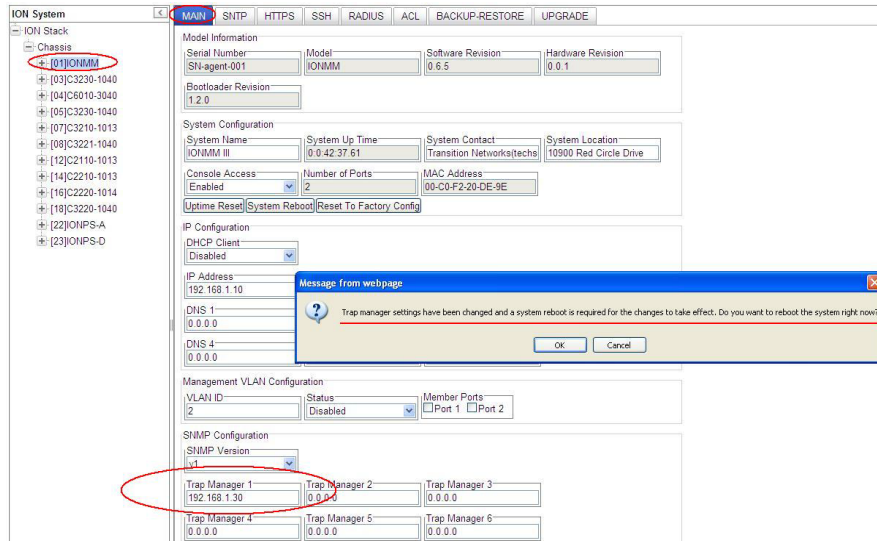 ION System
MAIN SNTP HTTPS SSH RADIUS ACL BACKUP-RESTORE UPGRADE
ION Stack
Chassis
[01]IONMM
[03]C3230-1040
[04]C6010-3040
[05]C3230-1040
[07]C3210-1013
[08]C3221-1040
[12]C2110-1013
[14]C2210-1013
[16]C2220-1014
[18]C3220-1040
[22]IONPS-A
[23]IONPS-D
Model Information
Serial Number Model Software Revision Hardware Revision
SN-agent-001 IONMM 0.6.5 0.0.1
Bootloader Revision
1.2.0
System Configuration
System Name System Up Time System Contact System Location
IONMM III 0:0:42:37.61 Transition Networks(techs 10900 Red Circle Drive
Console Access Number of Ports MAC Address
Enabled 2 00-C0-F2-20-DE-9E
Uptime Reset System Reboot Reset To Factory Config
IP Configuration
DHCP Client
Disabled
IP Address
192.168.1.10
DNS 1
0.0.0.0
DNS 4
0.0.0.0
Message from webpage
Trap manager settings have been changed and a system reboot is required for the changes to take effect. Do you want to reboot the system right now?
OK Cancel
Management VLAN Configuration
VLAN ID Status Member Ports
2 Disabled Port 1 Port 2
SNMP Configuration
SNMP Version
v1
Trap Manager 1 Trap Manager 2 Trap Manager 3
192.168.1.30 0.0.0.0 0.0.0.0
Trap Manager 4 Trap Manager 5 Trap Manager 6
0.0.0.0 0.0.0.0 0.0.0.0